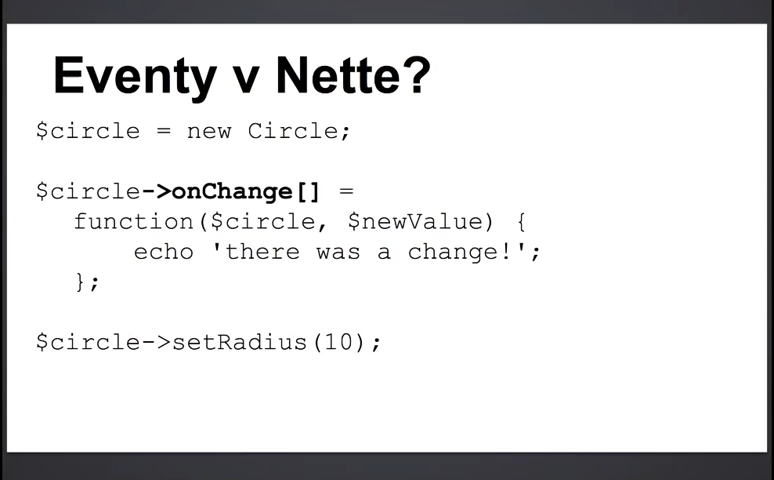 Eventy v Nette?
$circle = new Circle;
$circle->onChange[] =
function($circle, $newValue) {
echo 'there was a change!';
};
$circle->setRadius(10);